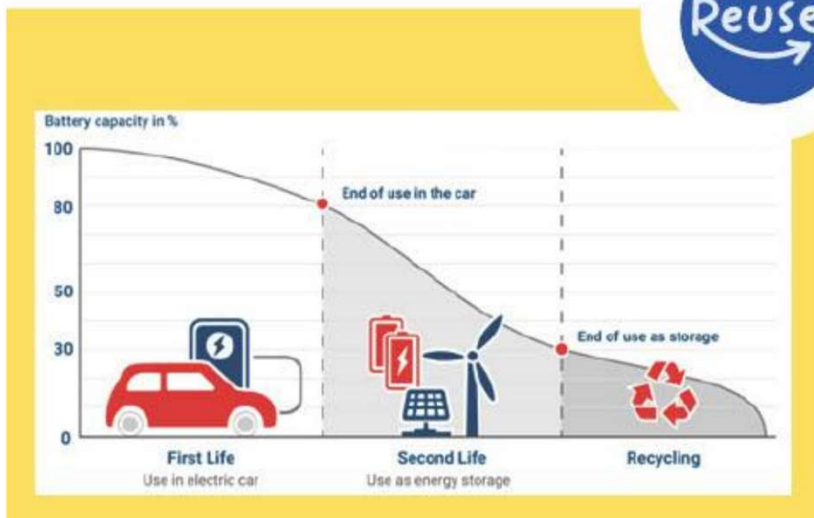 Reuse
Battery capacity in %
100
80
50
30
0
End of use in the car
End of use as storage
First Life
Use in electric car
Second Life
Use as energy storage
Recycling